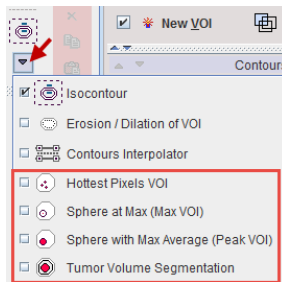 New VOI
Contours
Isocontour
Erosion / Dilation of VOI
Contours Interpolator
Hottest Pixels VOI
Sphere at Max (Max VOI)
Sphere with Max Average (Peak VOI)
Tumor Volume Segmentation